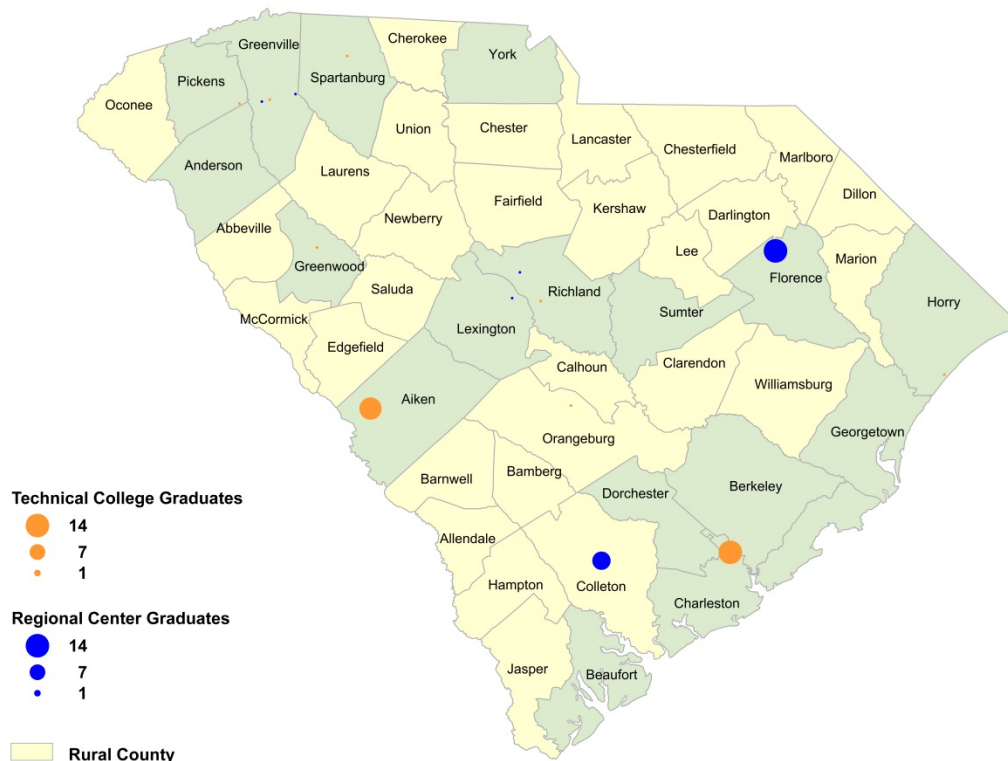 Cherokee
Greenville
York
Spartanburg
Pickens
Oconee
Union
Chester
Lancaster
Chesterfield
Marlboro
Anderson
Laurens
Dillon
Fairfield
Kershaw
Darlington
Newberry
Abbeville
Lee
Marion
Greenwood
Florence
Saluda
Richland
Horry
Sumter
McCormick
Lexington
Edgefield
Clarendon
Calhoun
Williamsburg
Aiken
Georgetown
Orangeburg
Barnwell
Bamberg
Berkeley
Dorchester
Allendale
Hampton
Colleton
Charleston
Jasper
Beaufort
Technical College Graduates
14
7
1
Regional Center Graduates
14
7
1
Rural County